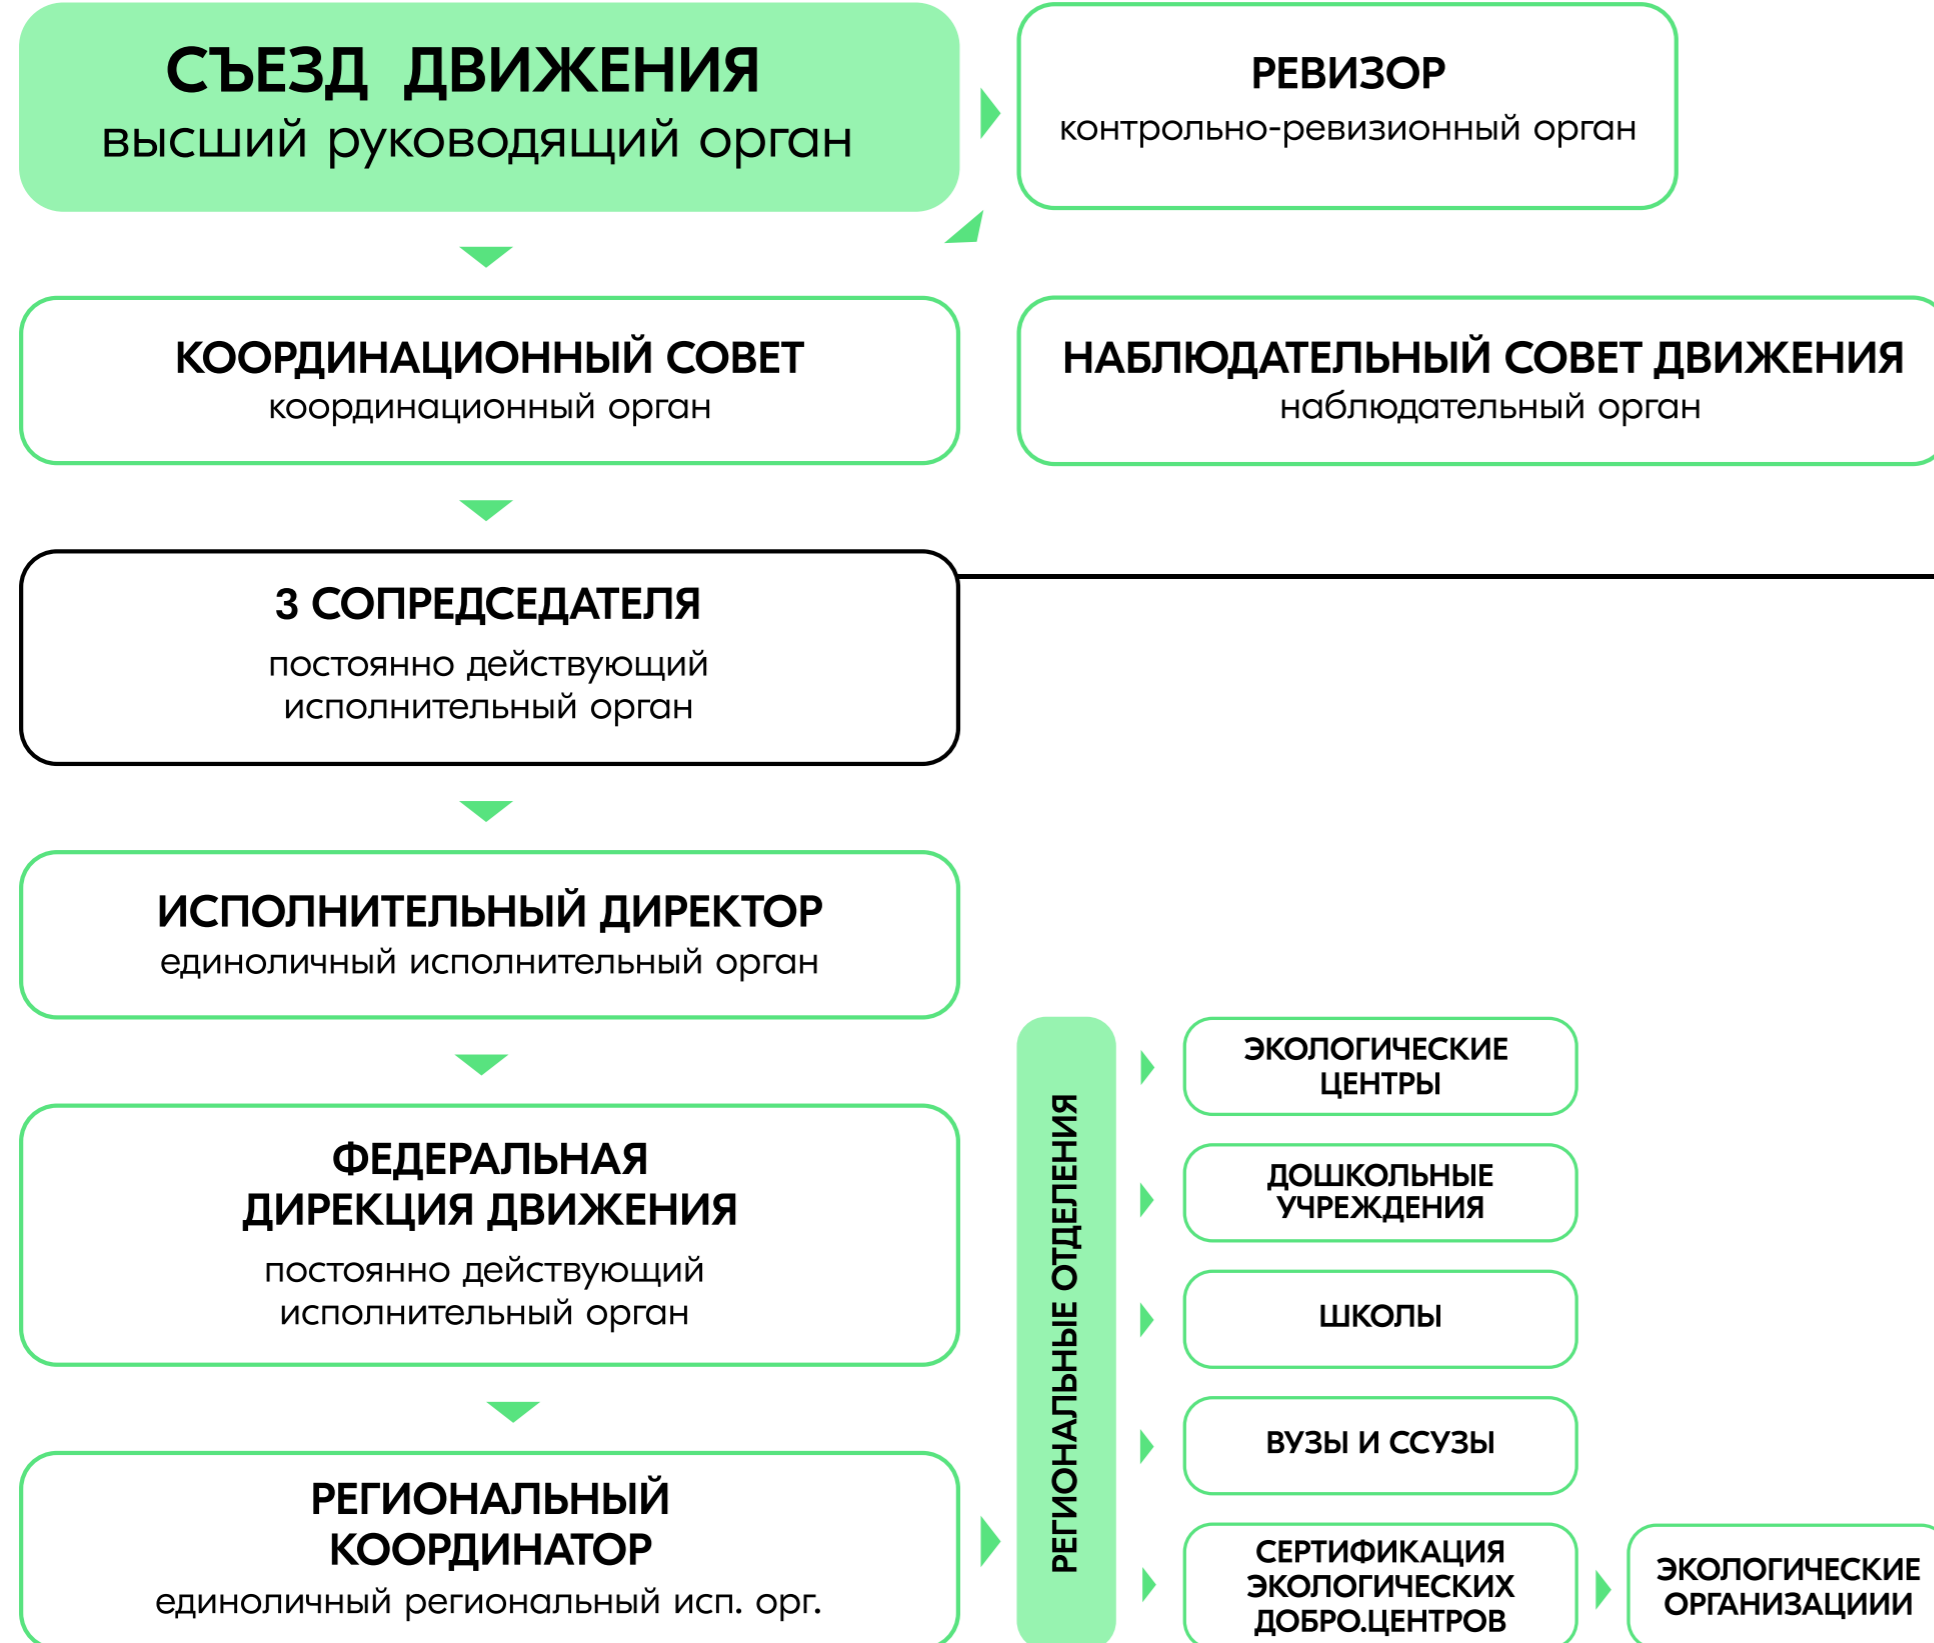 СЪЕЗД ДВИЖЕНИЯ
высший руководящий орган
РЕВИЗОР
контрольно-ревизионный орган
КООРДИНАЦИОННЫЙ СОВЕТ
координационный орган
НАБЛЮДАТЕЛЬНЫЙ СОВЕТ ДВИЖЕНИЯ
наблюдательный орган
3 СОПРЕДСЕДАТЕЛЯ
постоянно действующий
исполнительный орган
ИСПОЛНИТЕЛЬНЫЙ ДИРЕКТОР
единоличный исполнительный орган
ФЕДЕРАЛЬНАЯ
ДИРЕКЦИЯ ДВИЖЕНИЯ
постоянно действующий
исполнительный орган
РЕГИОНАЛЬНЫЙ
КООРДИНАТОР
единоличный региональный исп. орг.
РЕГИОНАЛЬНЫЕ ОТДЕЛЕНИЯ
ЭКОЛОГИЧЕСКИЕ
ЦЕНТРЫ
ДОШКОЛЬНЫЕ
УЧРЕЖДЕНИЯ
ШКОЛЫ
ВУЗЫ И ССУЗЫ
СЕРТИФИКАЦИЯ
ЭКОЛОГИЧЕСКИХ
ДОБРО.ЦЕНТРОВ
ЭКОЛОГИЧЕСКИЕ
ОРГАНИЗАЦИИИ